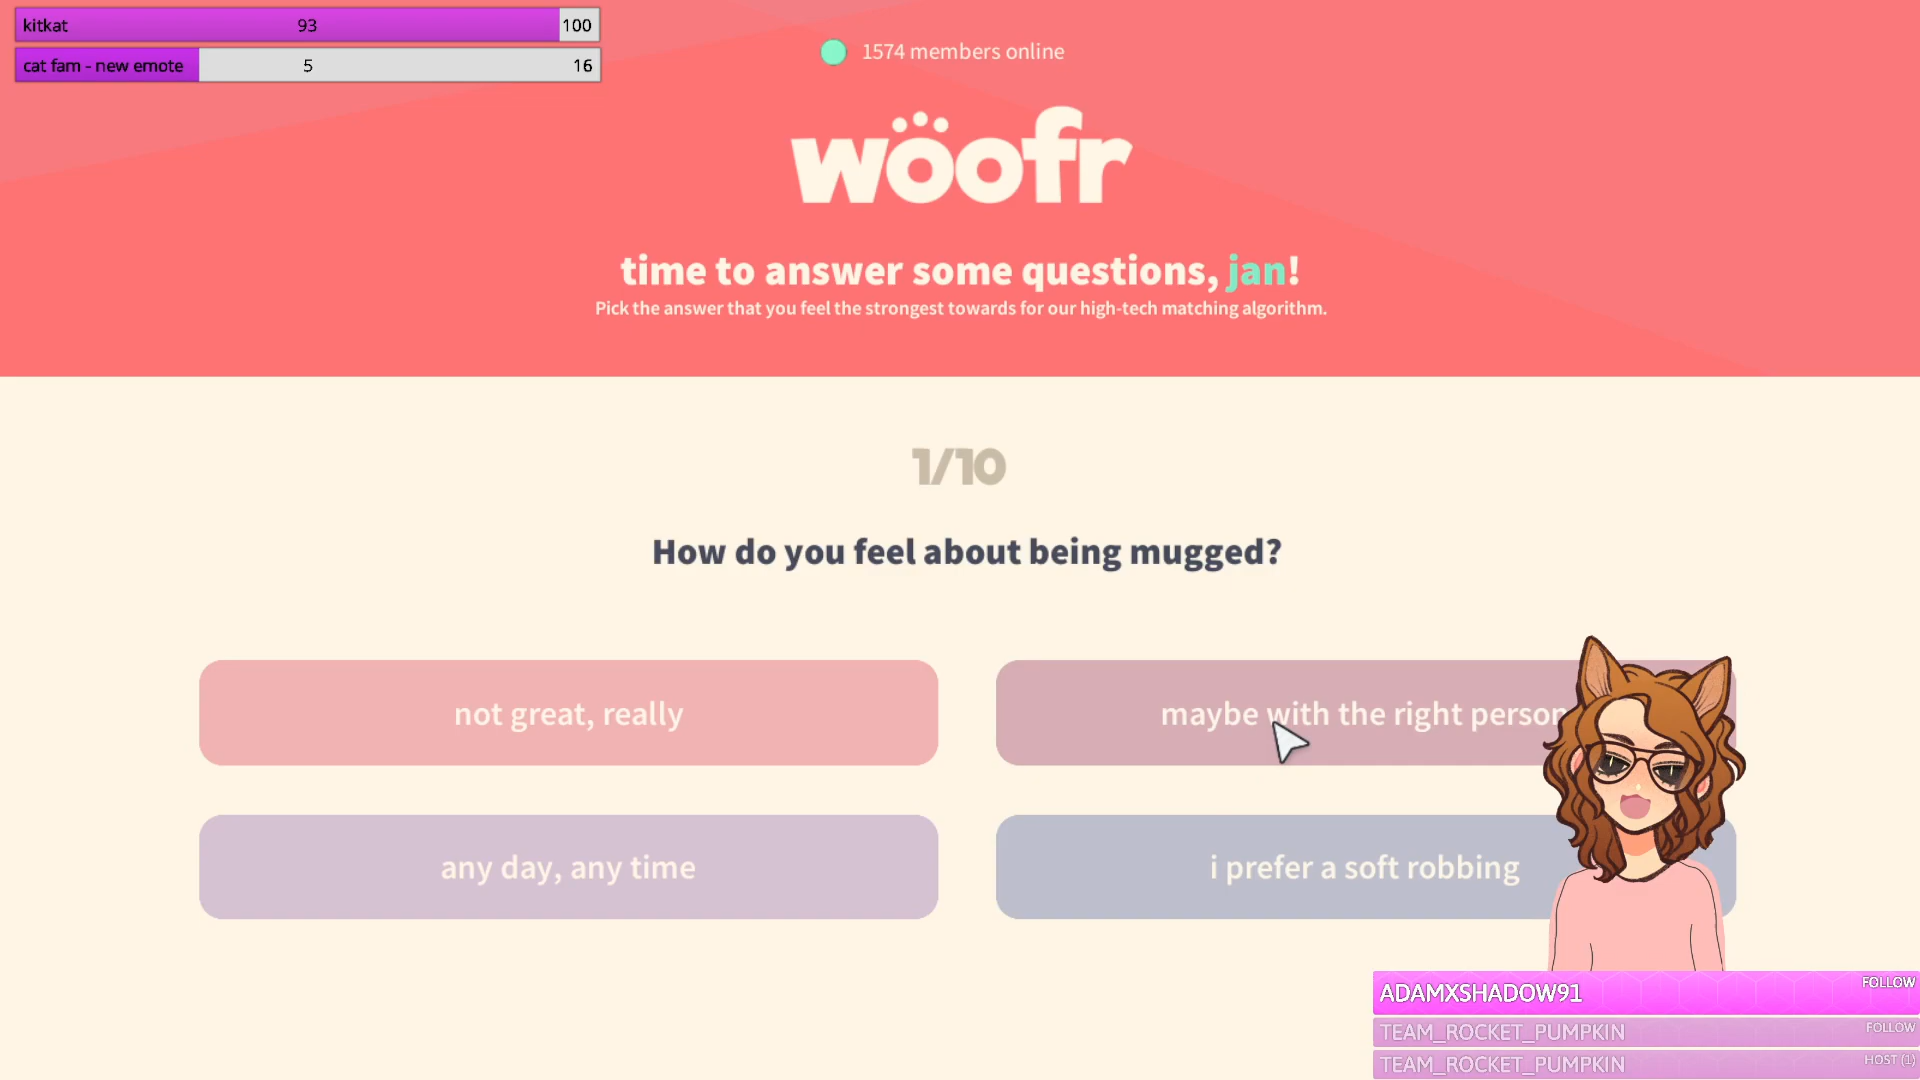 kitkat 93 100
cat fam - new emote 5 16
1574 members online
wöofr
time to answer some questions, jan!
Pick the answer that you feel the strongest towards for our high-tech matching algorithm.
1/10
How do you feel about being mugged?
not great, really
maybe with the right person
any day, any time
i prefer a soft robbing
ADAMXSHADOW91 FOLLOW
TEAM_ROCKET_PUMPKIN FOLLOW
TEAM_ROCKET_PUMPKIN HOST (1)